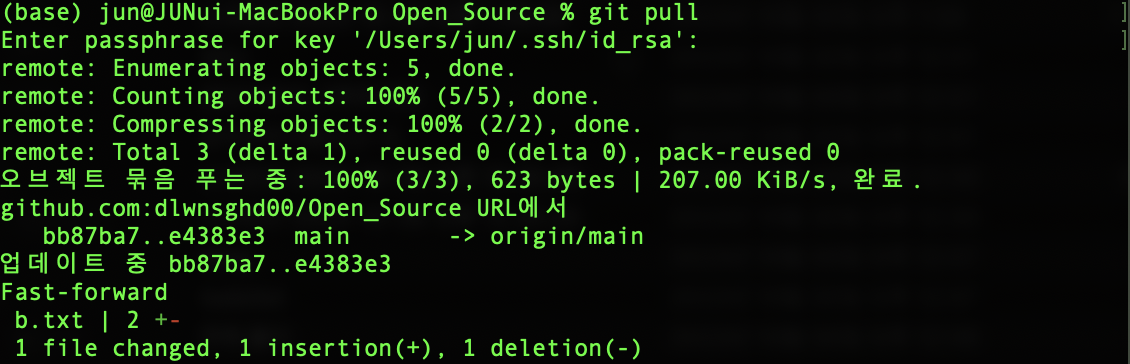 (base) jun@JUNui-MacBookPro Open_Source % git pull
Enter passphrase for key '/Users/jun/.ssh/id_rsa':
remote: Enumerating objects: 5, done.
remote: Counting objects: 100% (5/5), done.
remote: Compressing objects: 100% (2/2), done.
remote: Total 3 (delta 1), reused 0 (delta 0), pack-reused 0
오브젝트 묶음 푸는 중: 100% (3/3), 623 bytes | 207.00 KiB/s, 완료.
github.com:dlwnsghd00/Open_Source URL에서
   bb87ba7..e4383e3  main       -> origin/main
업데이트 중 bb87ba7..e4383e3
Fast-forward
 b.txt | 2 +-
 1 file changed, 1 insertion(+), 1 deletion(-)